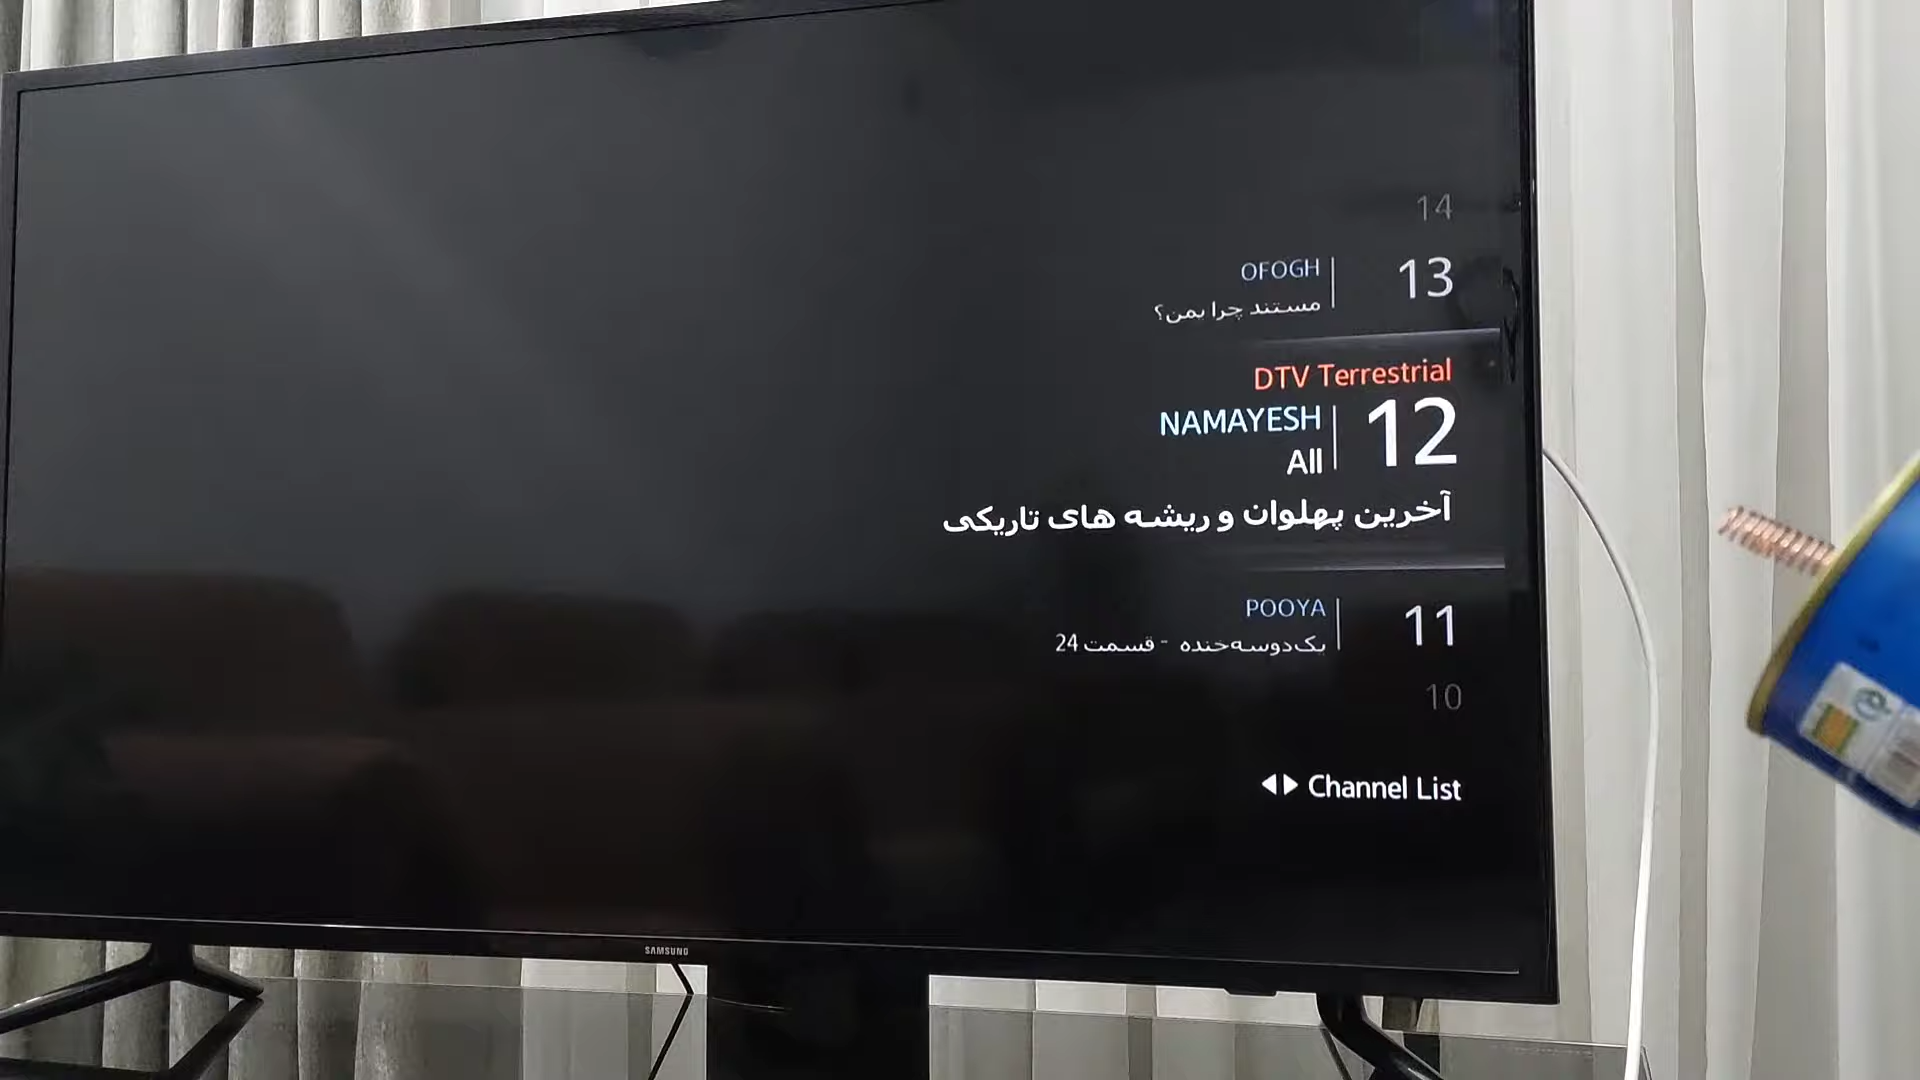 14
OFOGH
13
مستند چرا یمن؟
DTV Terrestrial
NAMAYESH
12
All
آخرین پهلوان و ریشه های تاریکی
POOYA
11
یک‌دوسه‌خنده - قسمت 24
10
Channel List
SAMSUNG